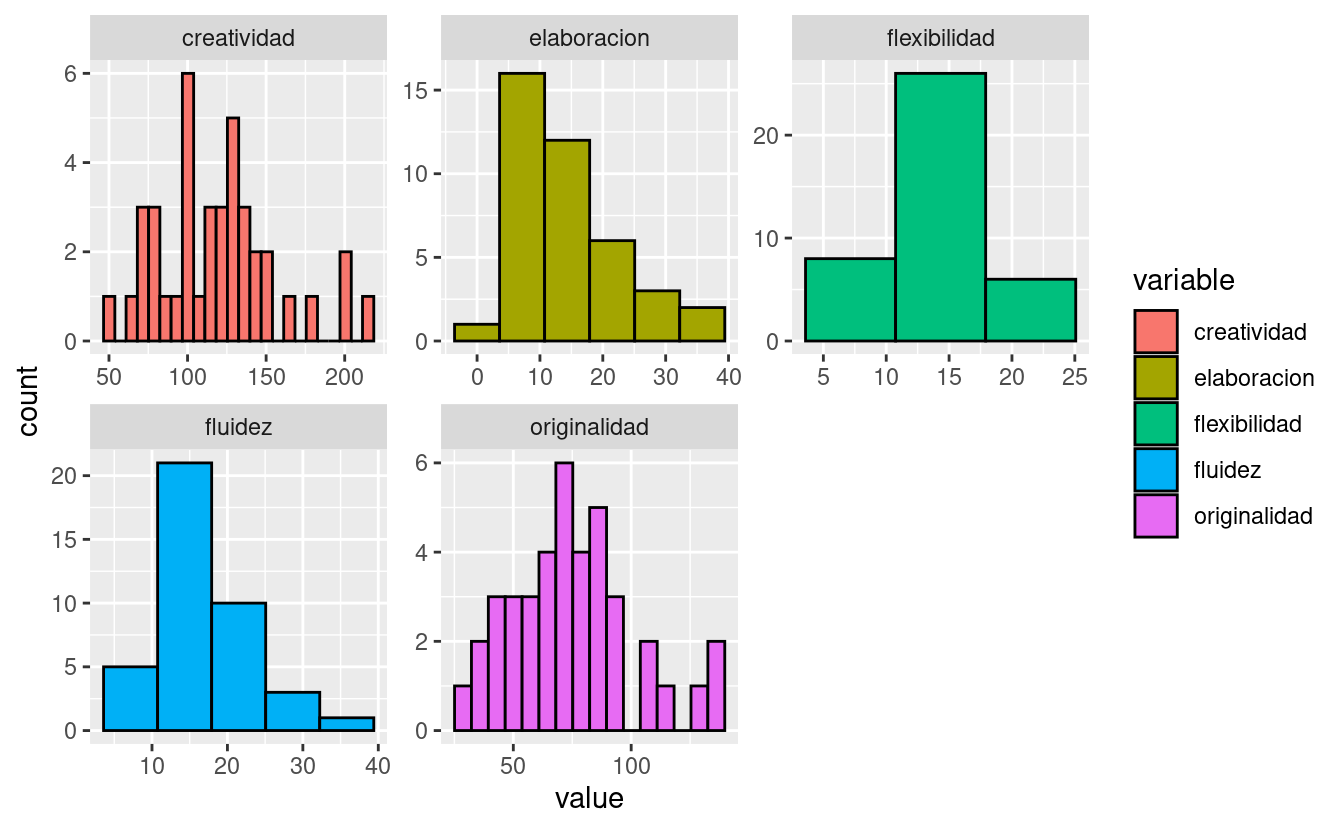 creatividad
elaboracion
flexibilidad
6
4
2
0
50 100 150 200
15
10
5
0
0 10 20 30 40
20
10
0
5 10 15 20 25
count
fluidez
originalidad
20
15
10
5
0
10 20 30 40
6
4
2
0
50 100
value
variable
creatividad
elaboracion
flexibilidad
fluidez
originalidad